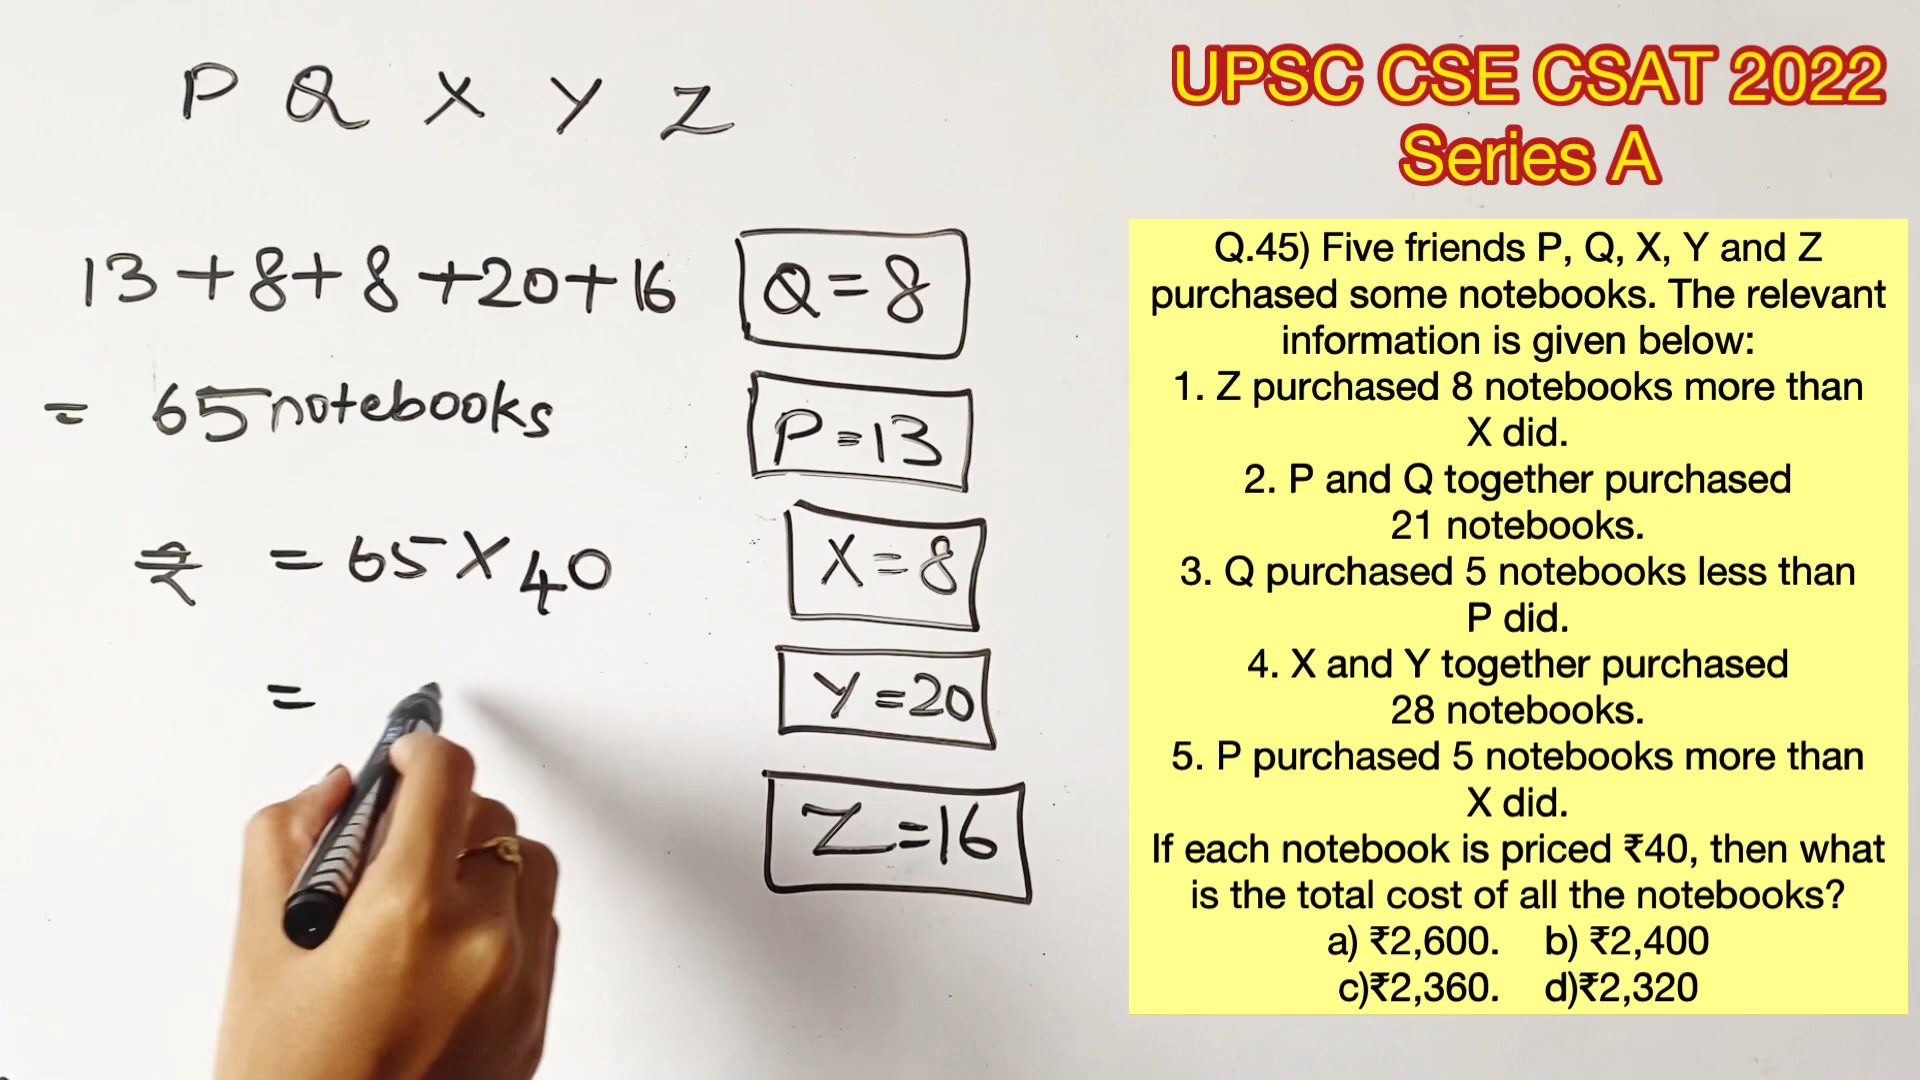 P Q X Y Z
13 + 8 + 8 + 20 + 16
= 65 notebooks
₹ = 65 X 40
=
Q = 8
P = 13
X = 8
Y = 20
Z = 16
UPSC CSE CSAT 2022
Series A
Q.45) Five friends P, Q, X, Y and Z
purchased some notebooks. The relevant
information is given below:
1. Z purchased 8 notebooks more than
X did.
2. P and Q together purchased
21 notebooks.
3. Q purchased 5 notebooks less than
P did.
4. X and Y together purchased
28 notebooks.
5. P purchased 5 notebooks more than
X did.
If each notebook is priced ₹40, then what
is the total cost of all the notebooks?
a) ₹2,600. b) ₹2,400
c)₹2,360. d)₹2,320